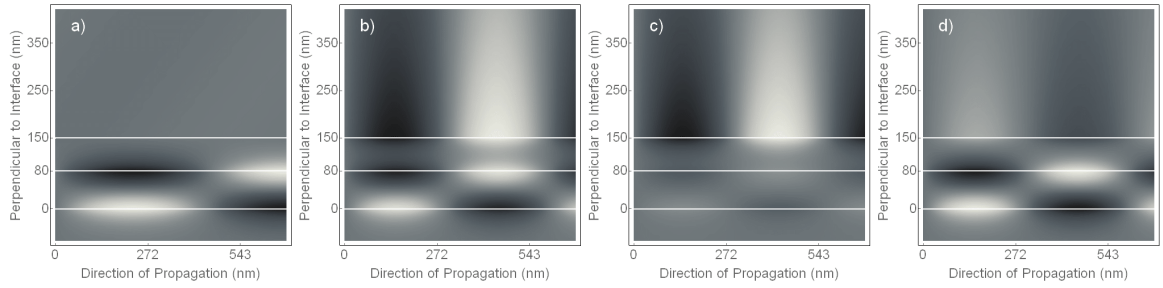 a)
b)
c)
d)
Perpendicular to Interface (nm)
350
250
150
80
0
0
272
543
Direction of Propagation (nm)
Perpendicular to Interface (nm)
350
250
150
80
0
0
272
543
Direction of Propagation (nm)
Perpendicular to Interface (nm)
350
250
150
80
0
0
272
543
Direction of Propagation (nm)
Perpendicular to Interface (nm)
350
250
150
80
0
0
272
543
Direction of Propagation (nm)